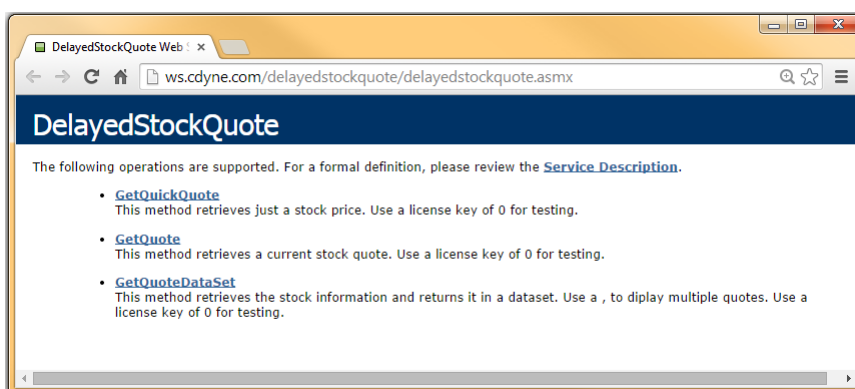 DelayedStockQuote Web S
ws.cdyne.com/delayedstockquote/delayedstockquote.asmx
DelayedStockQuote
The following operations are supported. For a formal definition, please review the Service Description.
• GetQuickQuote
This method retrieves just a stock price. Use a license key of 0 for testing.
• GetQuote
This method retrieves a current stock quote. Use a license key of 0 for testing.
• GetQuoteDataSet
This method retrieves the stock information and returns it in a dataset. Use a , to diplay multiple quotes. Use a
license key of 0 for testing.